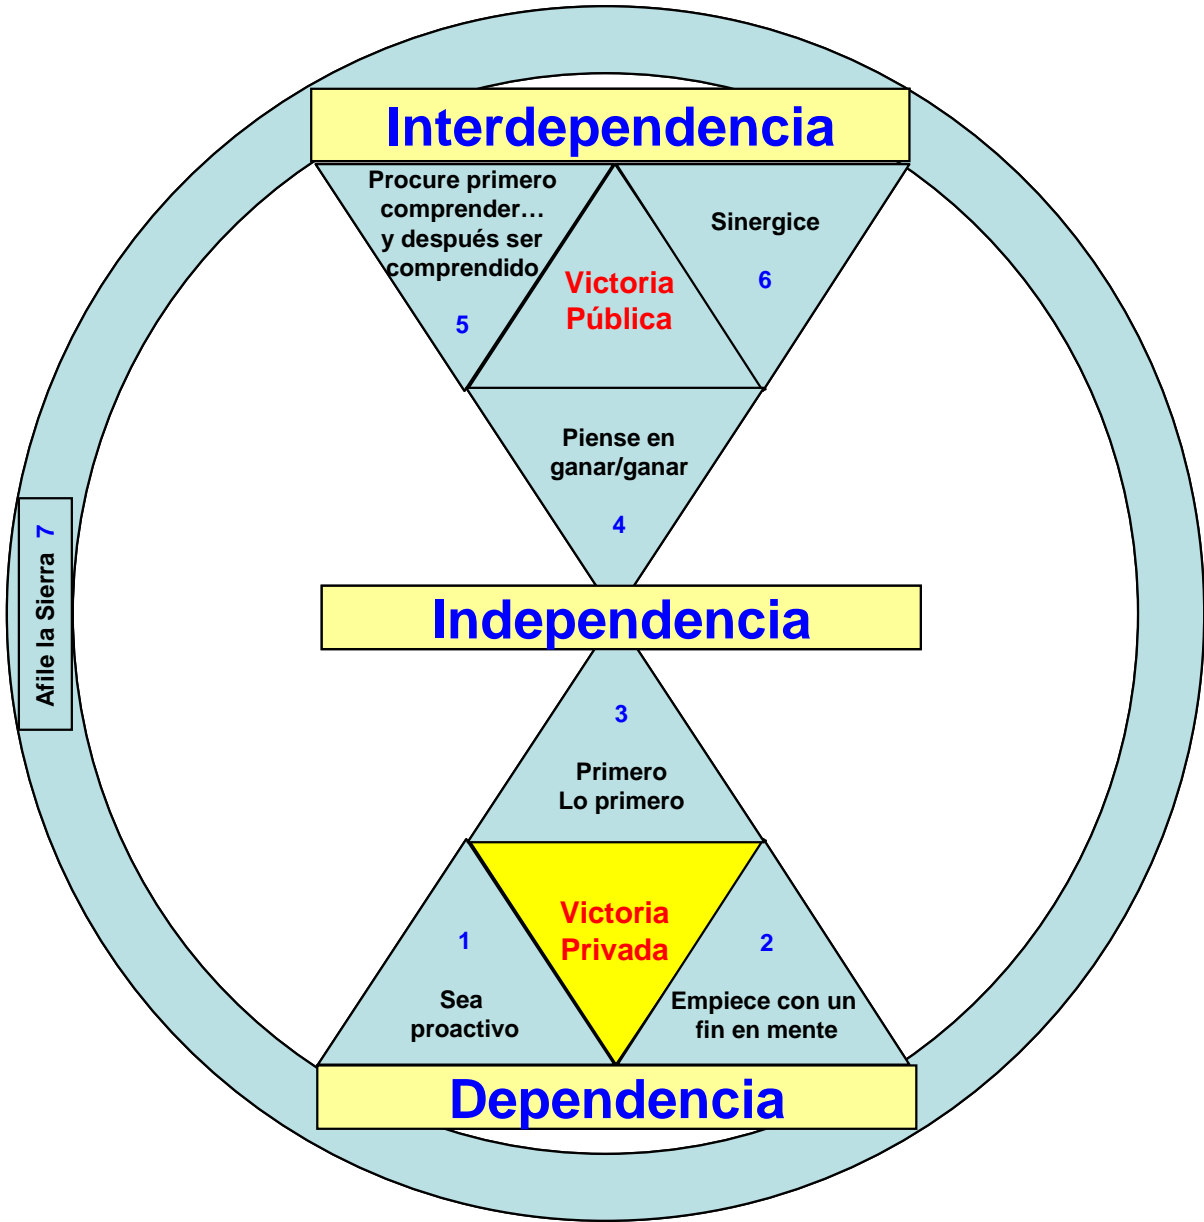 Interdependencia
Procure primero
comprender…
y después ser
comprendido
5
Sinergice
6
Victoria
Pública
Piense en
ganar/ganar
4
Afile la Sierra 7
Independencia
3
Primero
Lo primero
Victoria
Privada
1
Sea
proactivo
2
Empiece con un
fin en mente
Dependencia